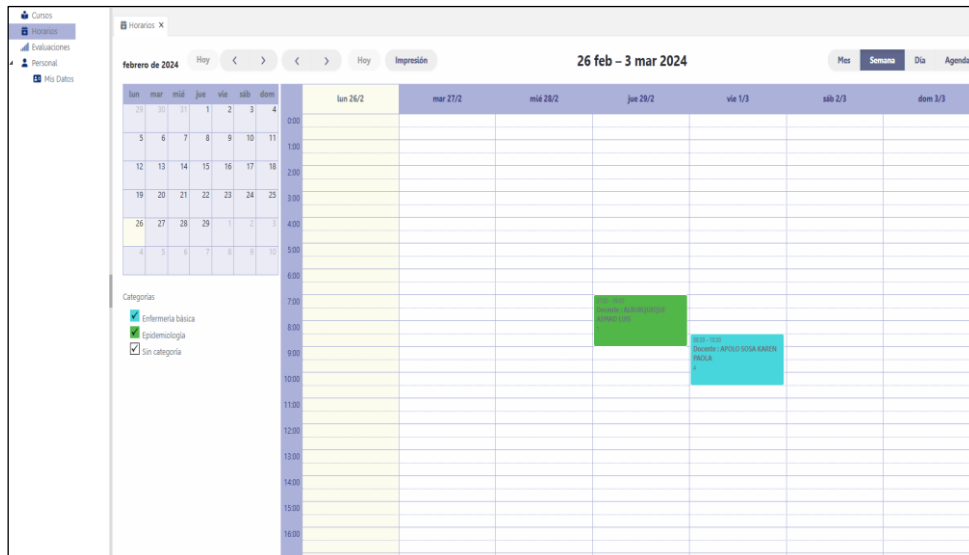 Cursos
Horarios
Evaluaciones
Personal
Mis Datos
Horarios X
febrero de 2024 Hoy < > < > Hoy Impresión 26 feb – 3 mar 2024 Mes Semana Día Agenda
lun mar mié jue vie sáb dom
29 30 31 1 2 3 4
5 6 7 8 9 10 11
12 13 14 15 16 17 18
19 20 21 22 23 24 25
26 27 28 29 1 2 3
4 5 6 7 8 9 10
Categorías
Enfermería básica
Epidemiología
Sin categoría
lun 26/2 mar 27/2 mié 28/2 jue 29/2 vie 1/3 sáb 2/3 dom 3/3
0:00
1:00
2:00
3:00
4:00
5:00
6:00
7:00
8:00
9:00
10:00
11:00
12:00
13:00
14:00
15:00
16:00
Docente : ALBURQUEQUE
LUIS
Docente : APOLO SOSA KAREN
PAOLA